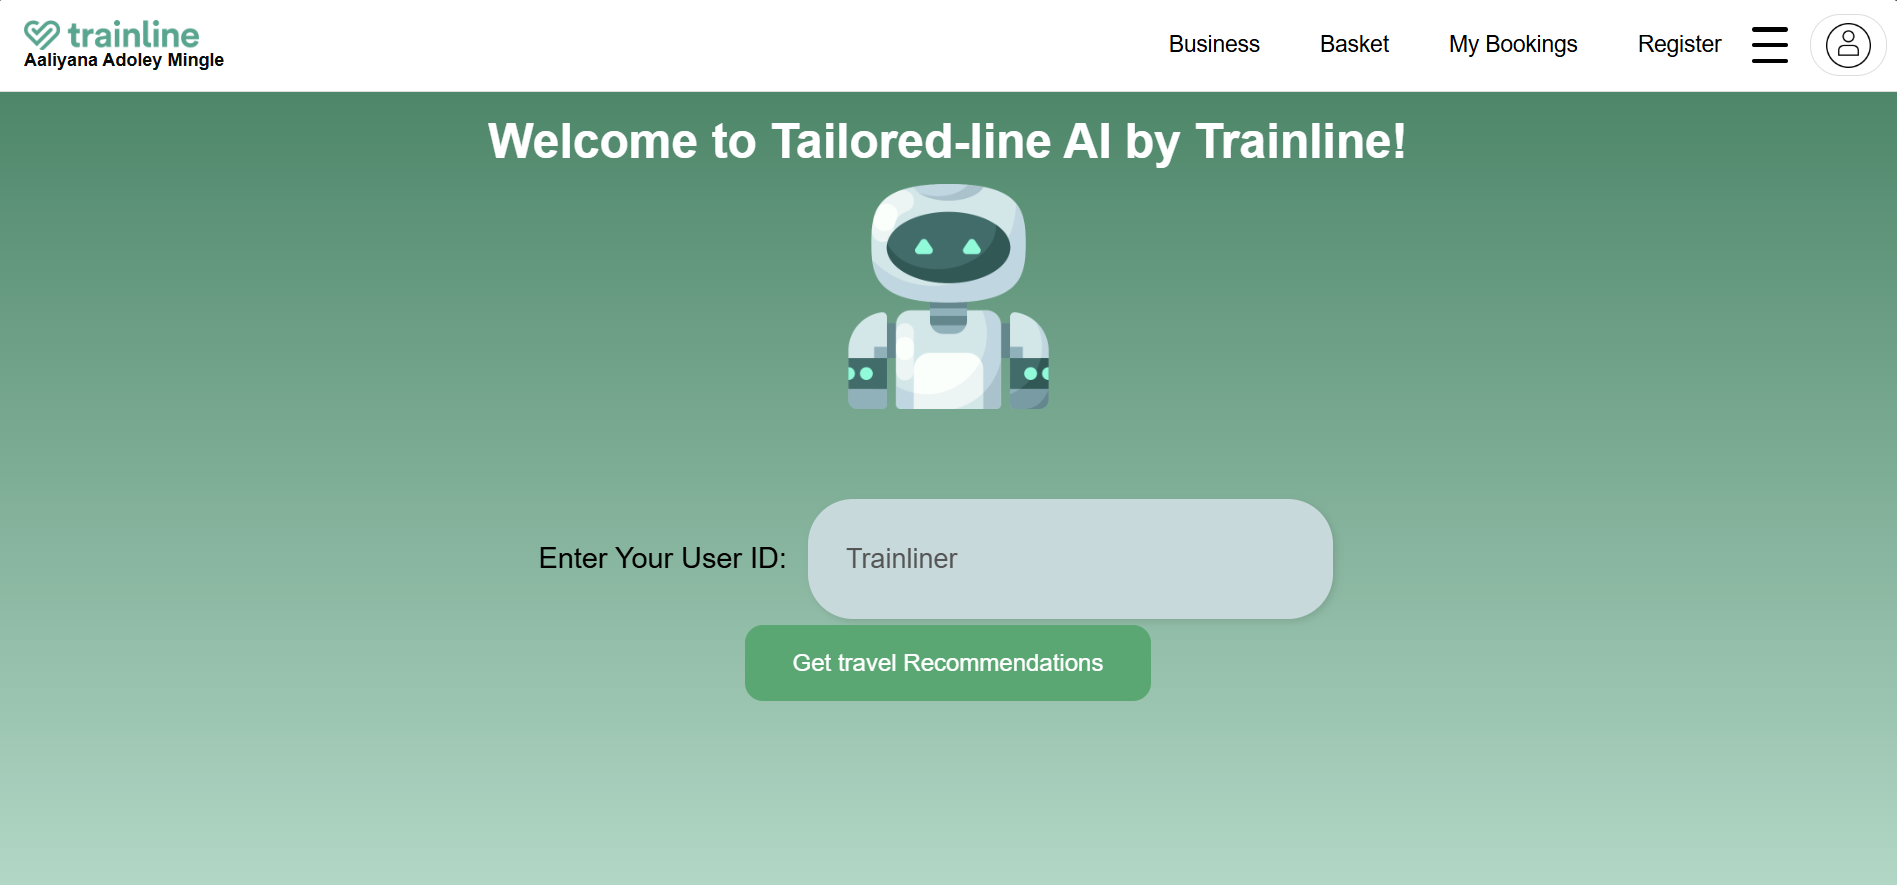 trainline
Aaliyana Adoley Mingle
Business
Basket
My Bookings
Register
Welcome to Tailored-line AI by Trainline!
Enter Your User ID:
Trainliner
Get travel Recommendations